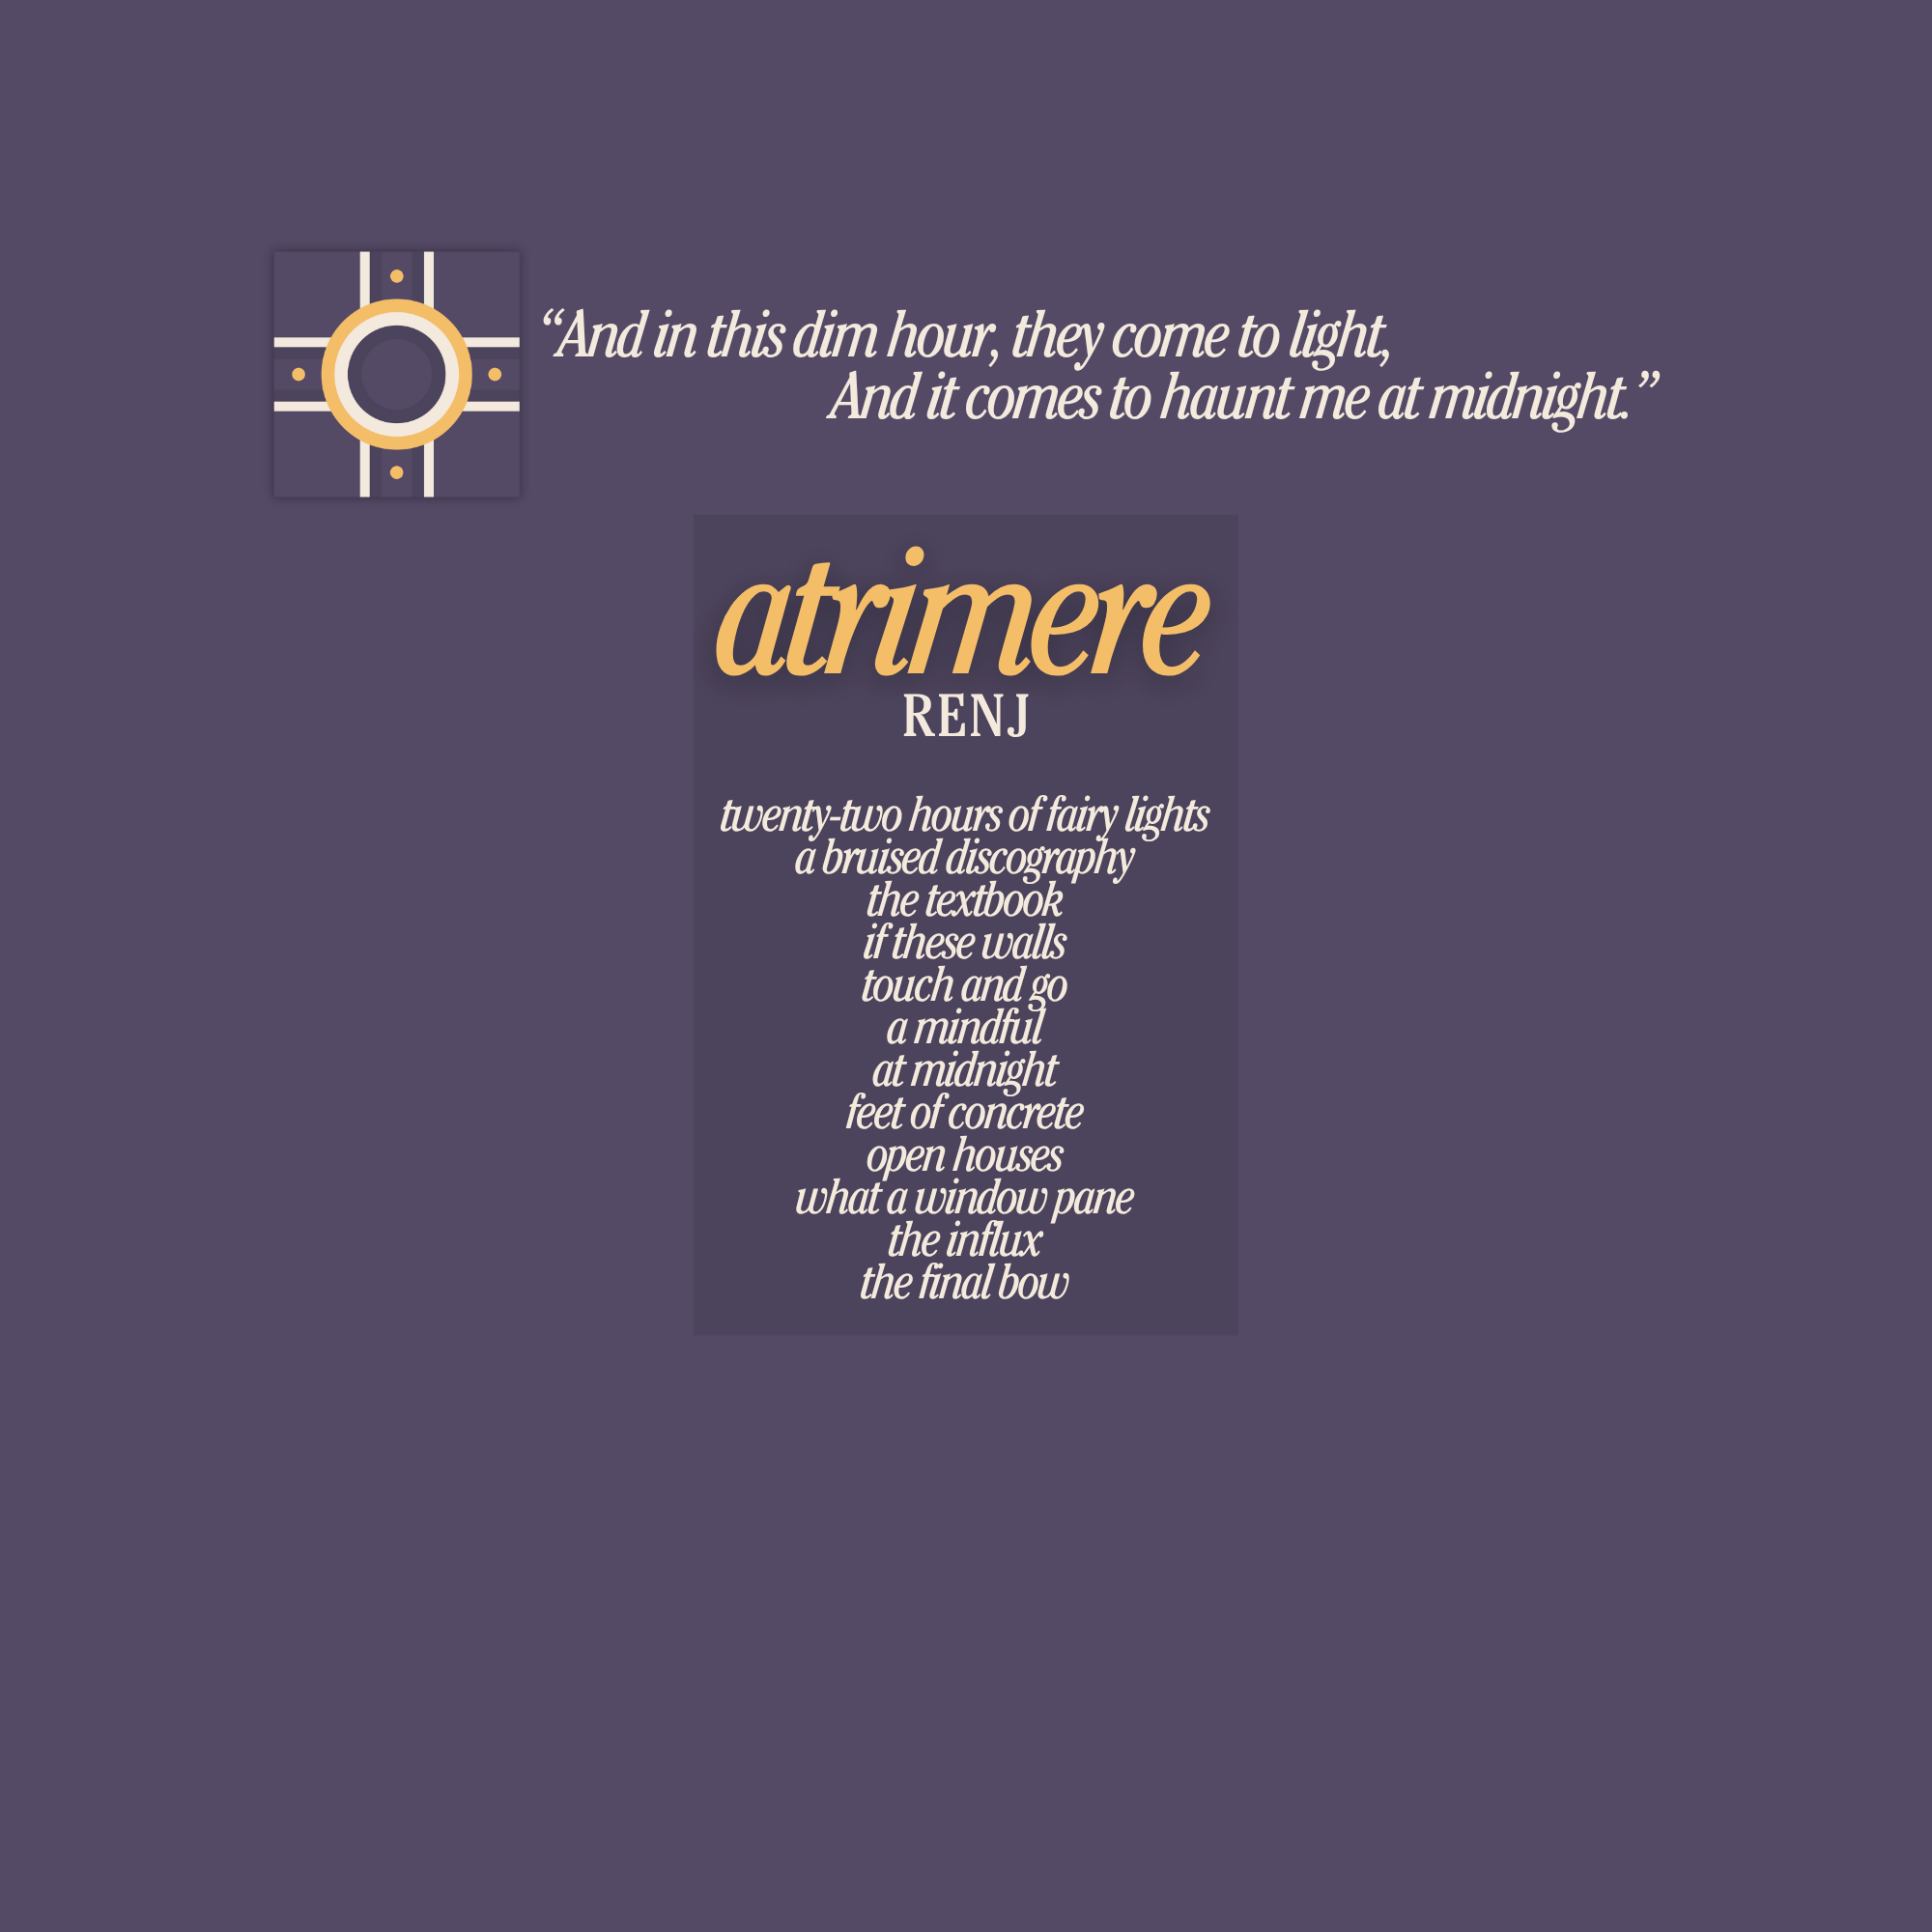 “And in this dim hour, they come to light,
And it comes to haunt me at midnight.”
atrimere
RENJ
twenty-two hours of fairy lights
a bruised discography
the textbook
if these walls
touch and go
a mindful
at midnight
feet of concrete
open houses
what a window pane
the influx
the final bow